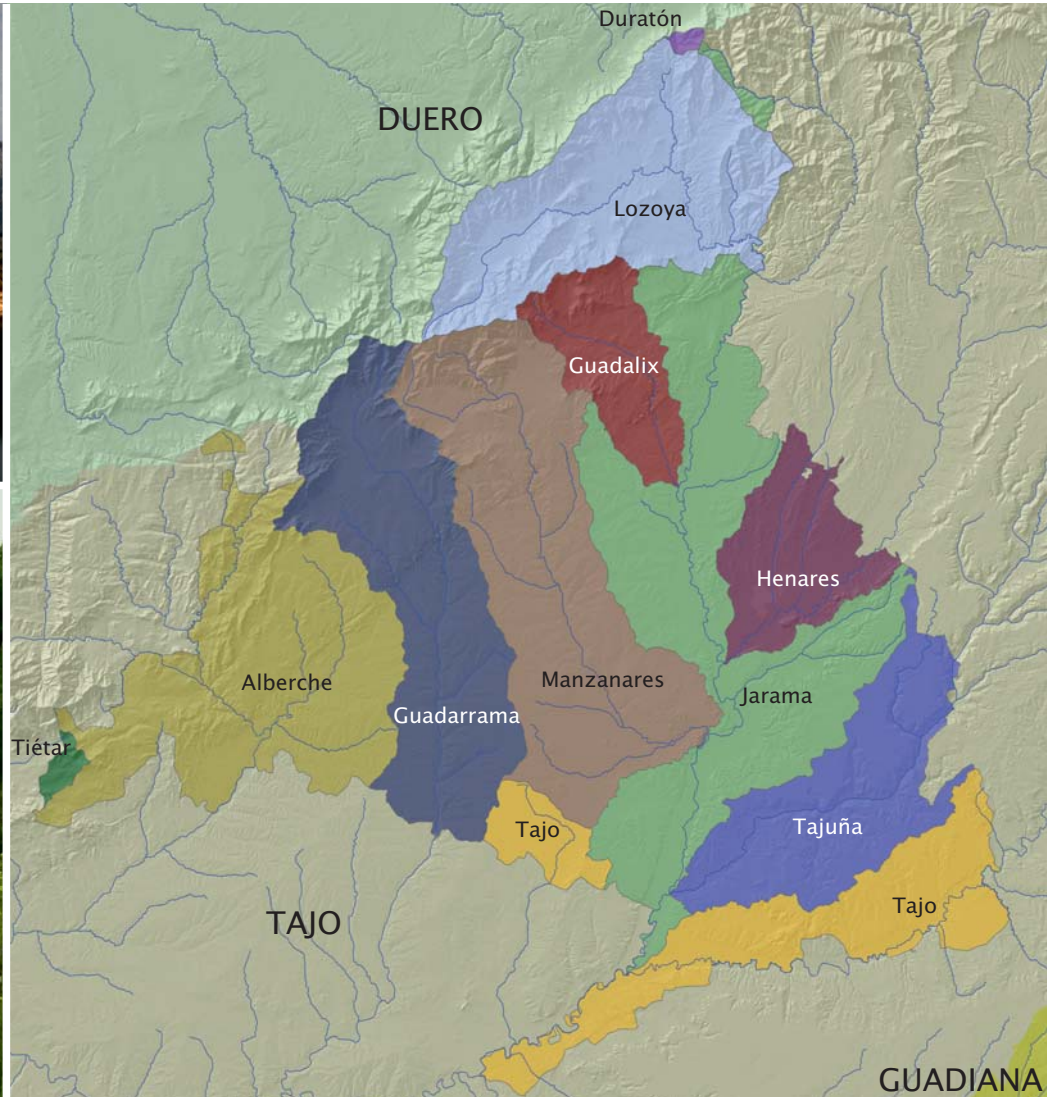 Duratón
DUERO
Lozoya
Guadalix
Henares
Alberche
Manzanares
Jarama
Guadarrama
Tiétar
Tajo
Tajuña
Tajo
TAJO
GUADIANA